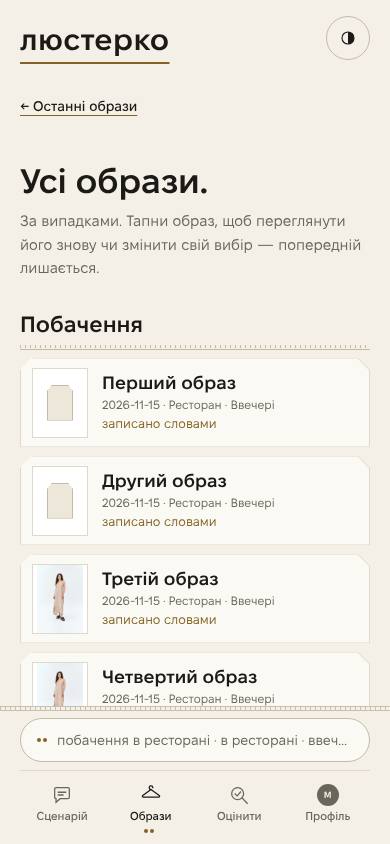 люстерко
← Останні образи
Усі образи.
За випадками. Тапни образ, щоб переглянути
його знову чи змінити свій вибір — попередній
лишається.
Побачення
Перший образ
2026-11-15 · Ресторан · Ввечері
записано словами
Другий образ
2026-11-15 · Ресторан · Ввечері
записано словами
Третій образ
2026-11-15 · Ресторан · Ввечері
записано словами
Четвертий образ
2026-11-15 · Ресторан · Ввечері
побачення в ресторані · в ресторані · ввеч...
Сценарій
Образи
Оцінити
М
Профіль